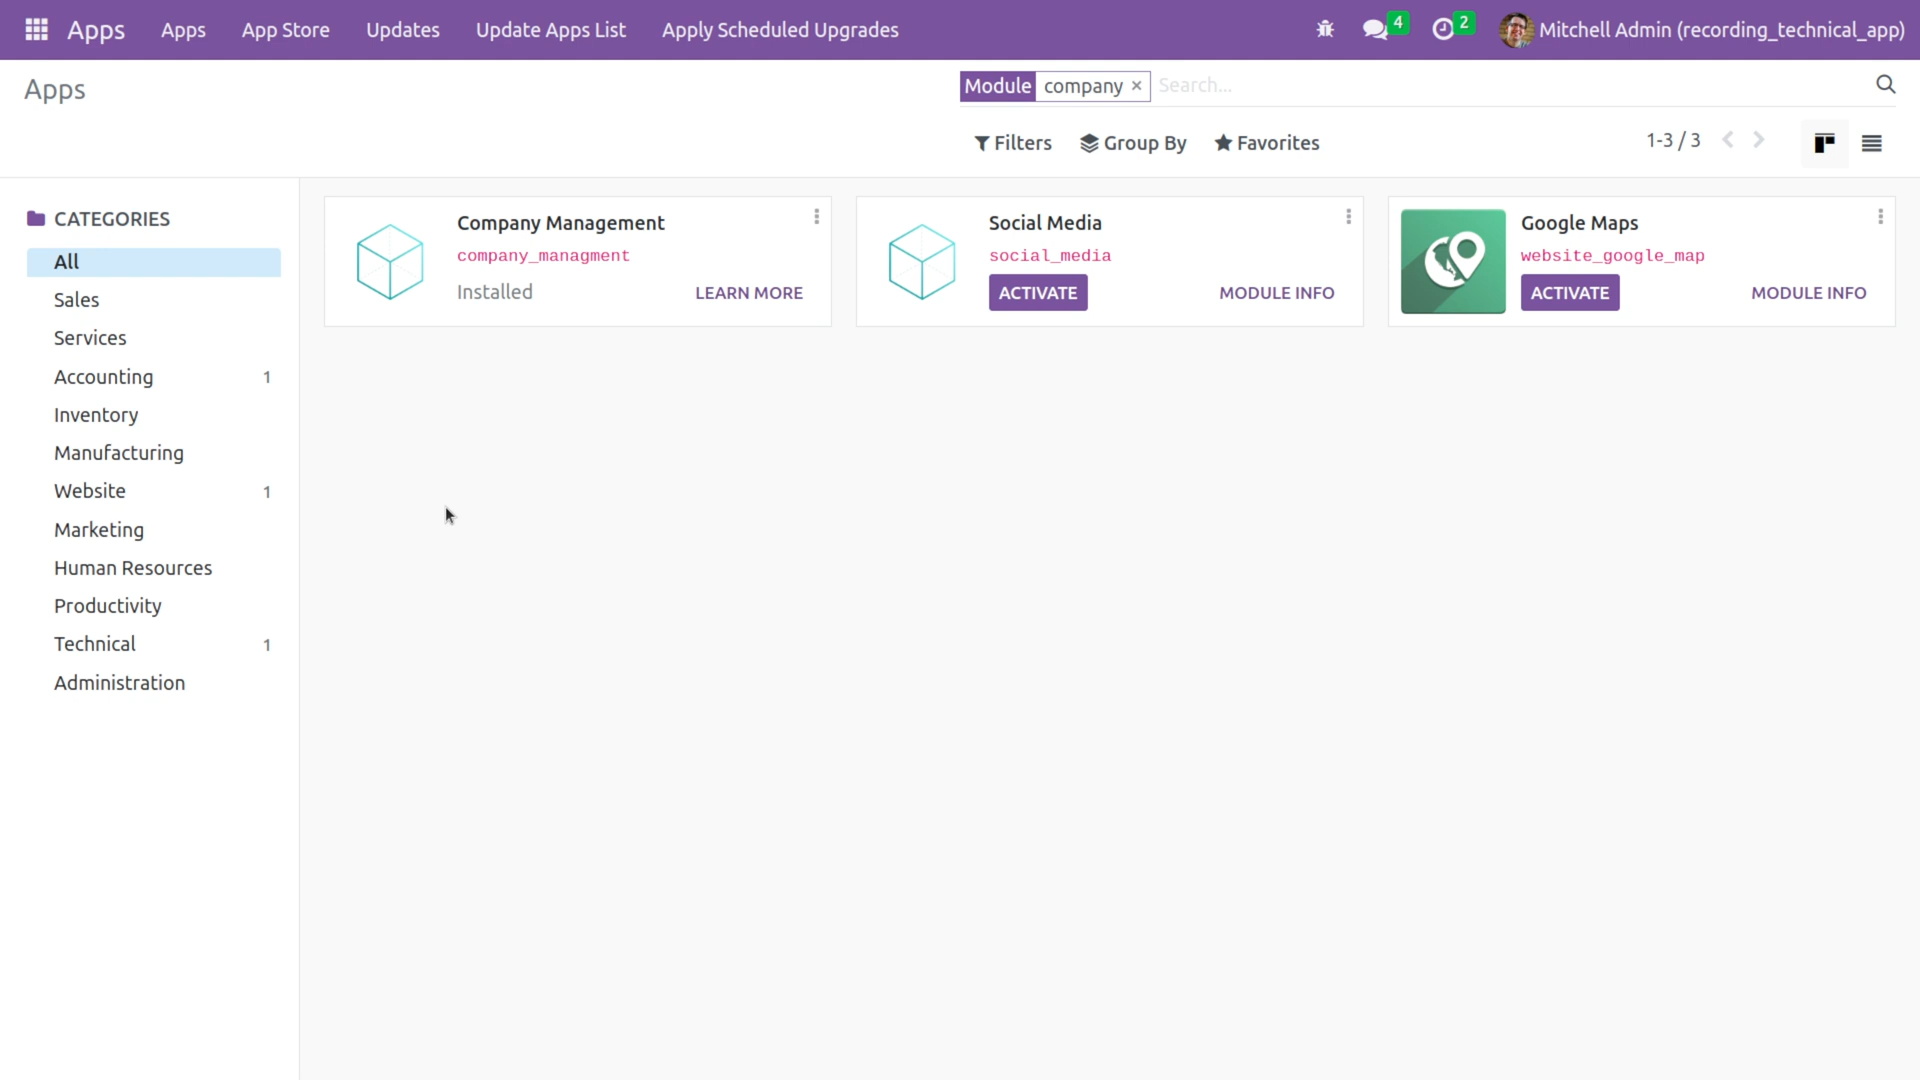 Apps
Apps
App Store
Updates
Update Apps List
Apply Scheduled Upgrades
4
2
Mitchell Admin (recording_technical_app)
Apps
Module company ×
Search...
Filters
Group By
Favorites
1-3 / 3
CATEGORIES
All
Sales
Services
Accounting 1
Inventory
Manufacturing
Website 1
Marketing
Human Resources
Productivity
Technical 1
Administration
Company Management
company_managment
Installed
LEARN MORE
Social Media
social_media
ACTIVATE
MODULE INFO
Google Maps
website_google_map
ACTIVATE
MODULE INFO